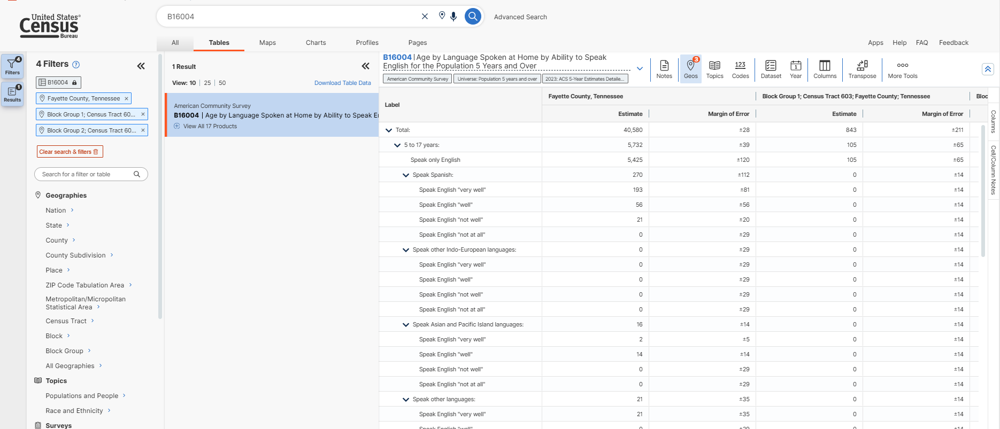 United States®
Census
Bureau
B16004
Advanced Search
All
Tables
Maps
Charts
Profiles
Pages
Apps
Help
FAQ
Feedback
4
Filters
1
Results
4 Filters
B16004
Fayette County, Tennessee
Block Group 1; Census Tract 60...
Block Group 2; Census Tract 60...
Clear search & filters
Search for a filter or table
Geographies
Nation
State
County
County Subdivision
Place
ZIP Code Tabulation Area
Metropolitan/Micropolitan
Statistical Area
Census Tract
Block
Block Group
All Geographies
Topics
Populations and People
Race and Ethnicity
Surveys
1 Result
View: 10 | 25 | 50
Download Table Data
American Community Survey
B16004 | Age by Language Spoken at Home by Ability to Speak E
View All 17 Products
B16004 | Age by Language Spoken at Home by Ability to Speak
English for the Population 5 Years and Over
American Community Survey
Universe: Population 5 years and over
2023: ACS 5-Year Estimates Detaile...
Notes
3
Geos
Topics
123
Codes
Dataset
1
Year
Columns
Transpose
More Tools
Label
Fayette County, Tennessee
Block Group 1; Census Tract 603; Fayette County; Tennessee
Bloc
Estimate Margin of Error Estimate Margin of Error
Total: 40,580 ±28 843 ±211
5 to 17 years: 5,732 ±39 105 ±65
Speak only English 5,425 ±120 105 ±65
Speak Spanish: 270 ±112 0 ±14
Speak English "very well" 193 ±81 0 ±14
Speak English "well" 56 ±56 0 ±14
Speak English "not well" 21 ±20 0 ±14
Speak English "not at all" 0 ±29 0 ±14
Speak other Indo-European languages: 0 ±29 0 ±14
Speak English "very well" 0 ±29 0 ±14
Speak English "well" 0 ±29 0 ±14
Speak English "not well" 0 ±29 0 ±14
Speak English "not at all" 0 ±29 0 ±14
Speak Asian and Pacific Island languages: 16 ±14 0 ±14
Speak English "very well" 2 ±5 0 ±14
Speak English "well" 14 ±14 0 ±14
Speak English "not well" 0 ±29 0 ±14
Speak English "not at all" 0 ±29 0 ±14
Speak other languages: 21 ±35 0 ±14
Speak English "very well" 21 ±35 0 ±14
Speak English "well" 0 ±29 0 ±14
Columns
Cell/Column Notes